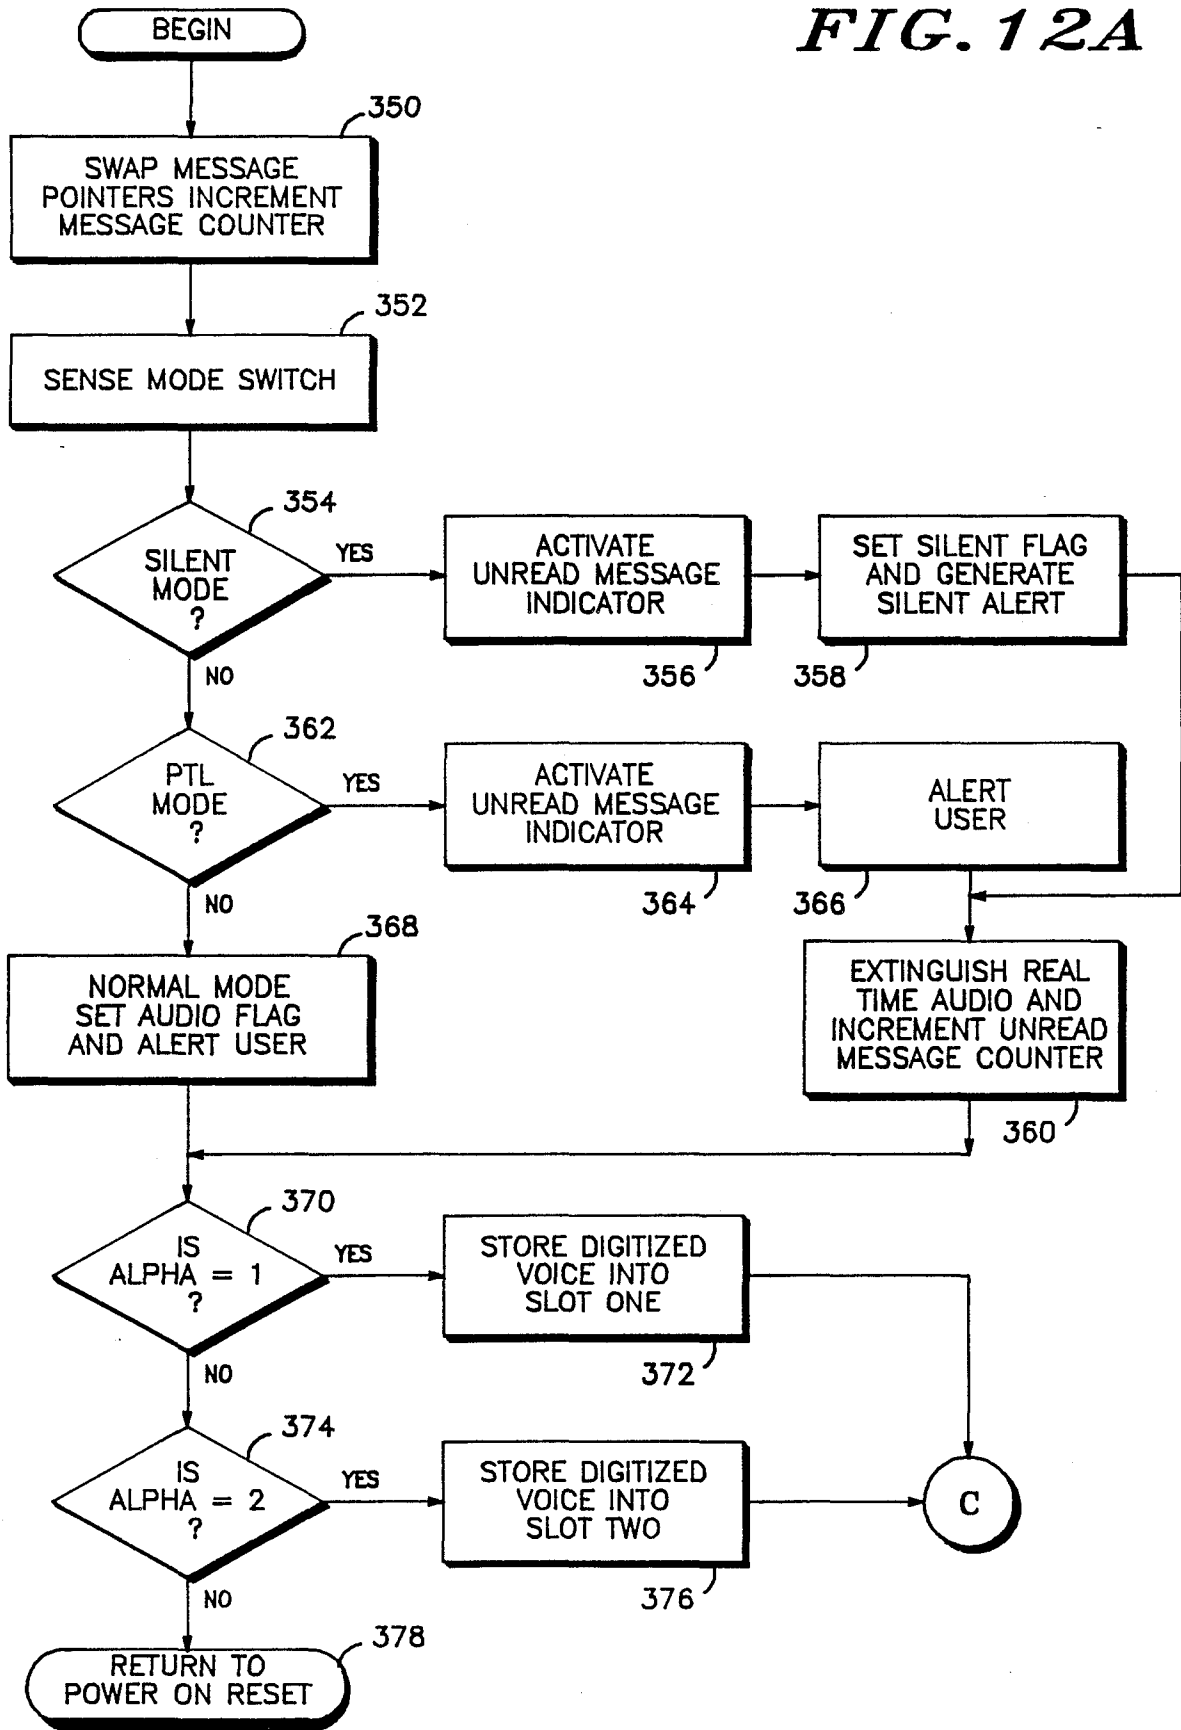 FIG. 12A
BEGIN
350
SWAP MESSAGE
POINTERS INCREMENT
MESSAGE COUNTER
352
SENSE MODE SWITCH
354
SILENT
MODE
?
YES
NO
ACTIVATE
UNREAD MESSAGE
INDICATOR
356
SET SILENT FLAG
AND GENERATE
SILENT ALERT
358
362
PTL
MODE
?
YES
NO
ACTIVATE
UNREAD MESSAGE
INDICATOR
364
ALERT
USER
366
368
NORMAL MODE
SET AUDIO FLAG
AND ALERT USER
EXTINGUISH REAL
TIME AUDIO AND
INCREMENT UNREAD
MESSAGE COUNTER
360
370
IS
ALPHA = 1
?
YES
NO
STORE DIGITIZED
VOICE INTO
SLOT ONE
372
374
IS
ALPHA = 2
?
YES
NO
STORE DIGITIZED
VOICE INTO
SLOT TWO
376
C
378
RETURN TO
POWER ON RESET